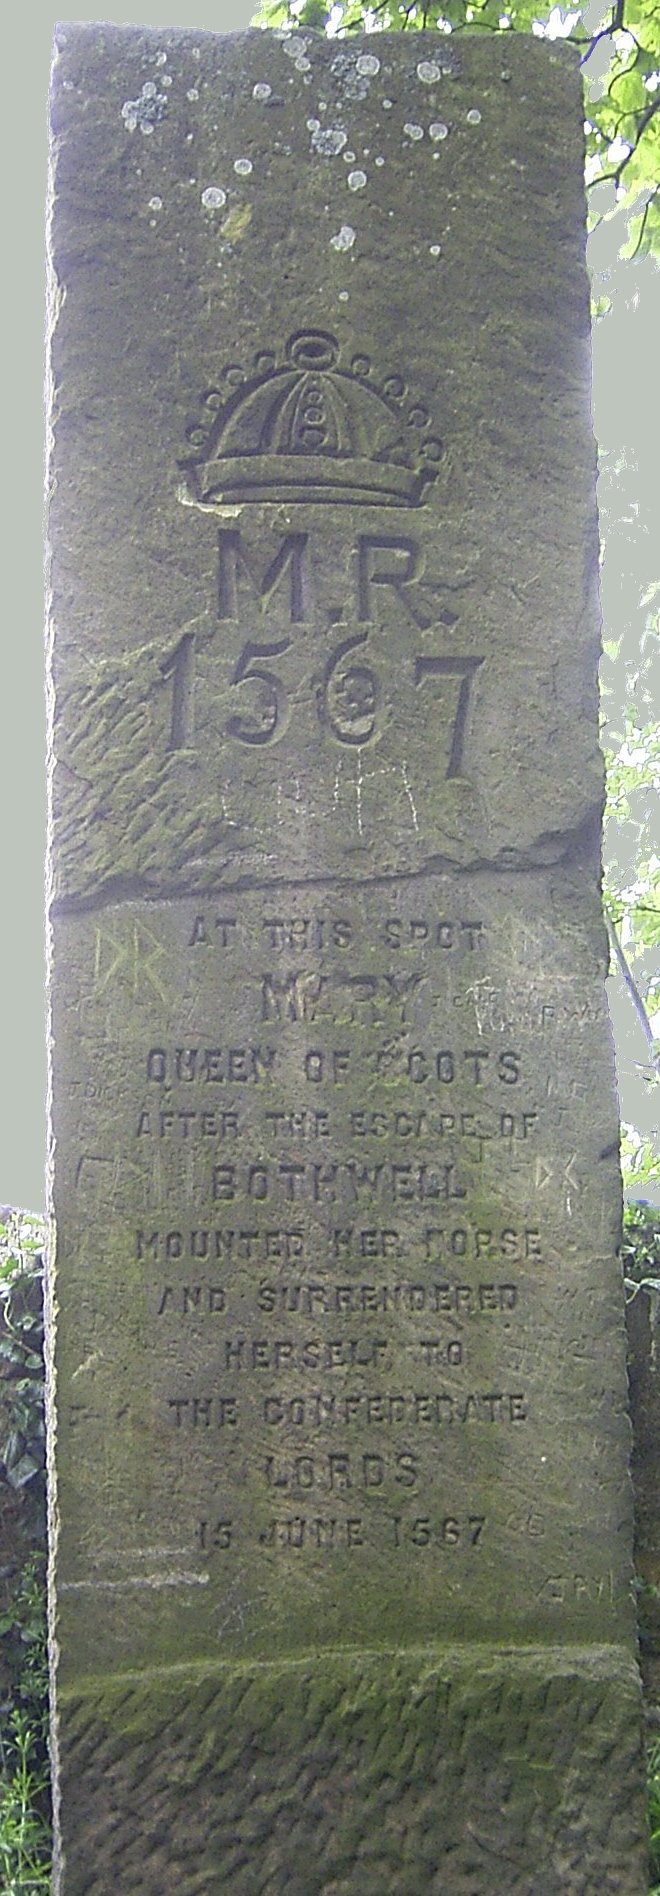 M.R.
1567
AT THIS SPOT
DR
MARY
QUEEN OF SCOTS
AFTER THE ESCAPE OF
BOTHWELL
MOUNTED HER HORSE
AND SURRENDERED
HERSELF TO
THE CONFEDERATE
LORDS
15 JUNE 1567